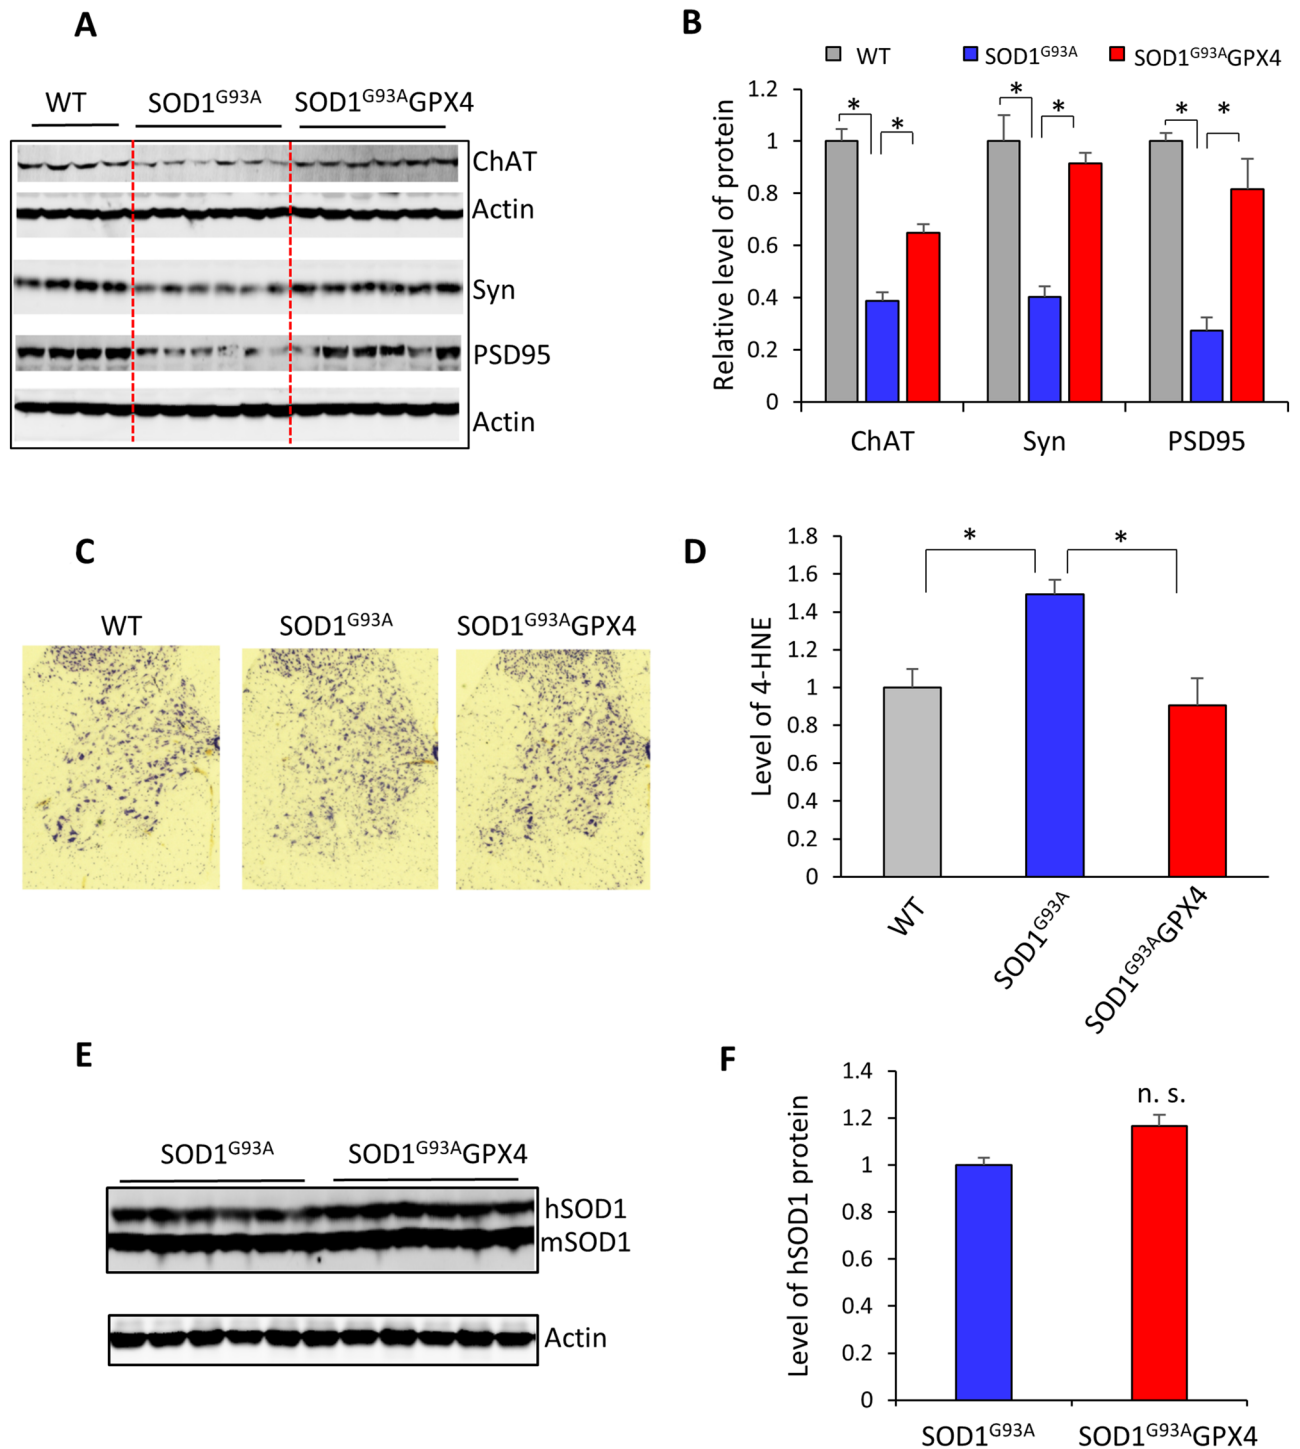 A
WT SOD1G93A SOD1G93AGPX4
ChAT
Actin
Syn
PSD95
Actin
B
WT SOD1G93A SOD1G93AGPX4
Relative level of protein
1.2
1
0.8
0.6
0.4
0.2
0
* * * * * *
ChAT Syn PSD95
C
WT SOD1G93A SOD1G93AGPX4
D
Level of 4-HNE
1.8
1.6
1.4
1.2
1
0.8
0.6
0.4
0.2
0
* *
WT SOD1G93A SOD1G93AGPX4
E
SOD1G93A SOD1G93AGPX4
hSOD1
mSOD1
Actin
F
Level of hSOD1 protein
1.4
1.2
1
0.8
0.6
0.4
0.2
0
n. s.
SOD1G93A SOD1G93AGPX4